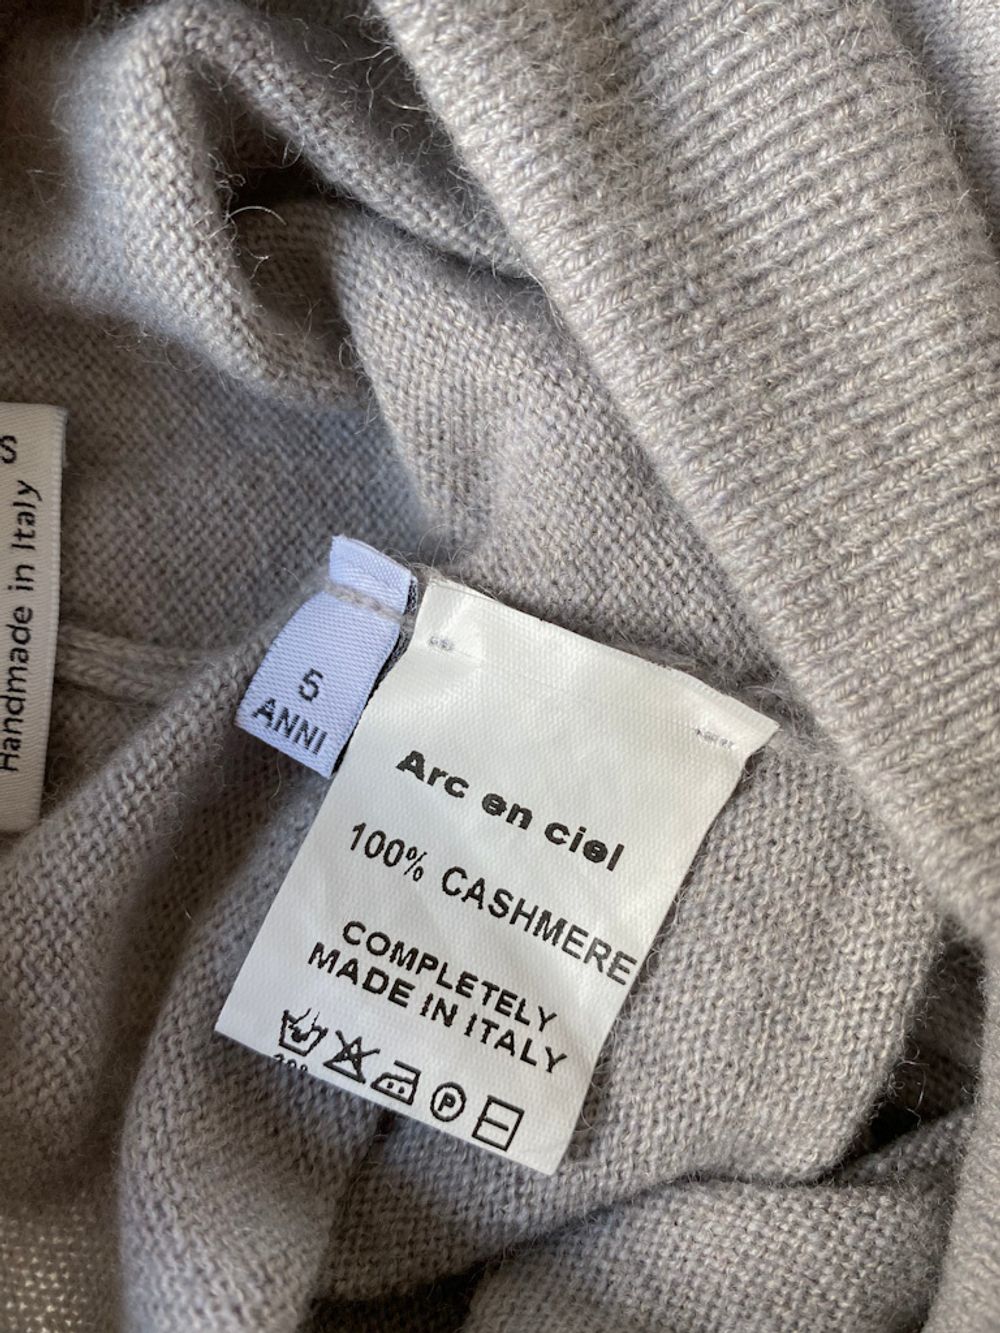 S
Handmade in Italy
5
ANNI
Arc en ciel
100% CASHMERE
COMPLETELY
MADE IN ITALY
P